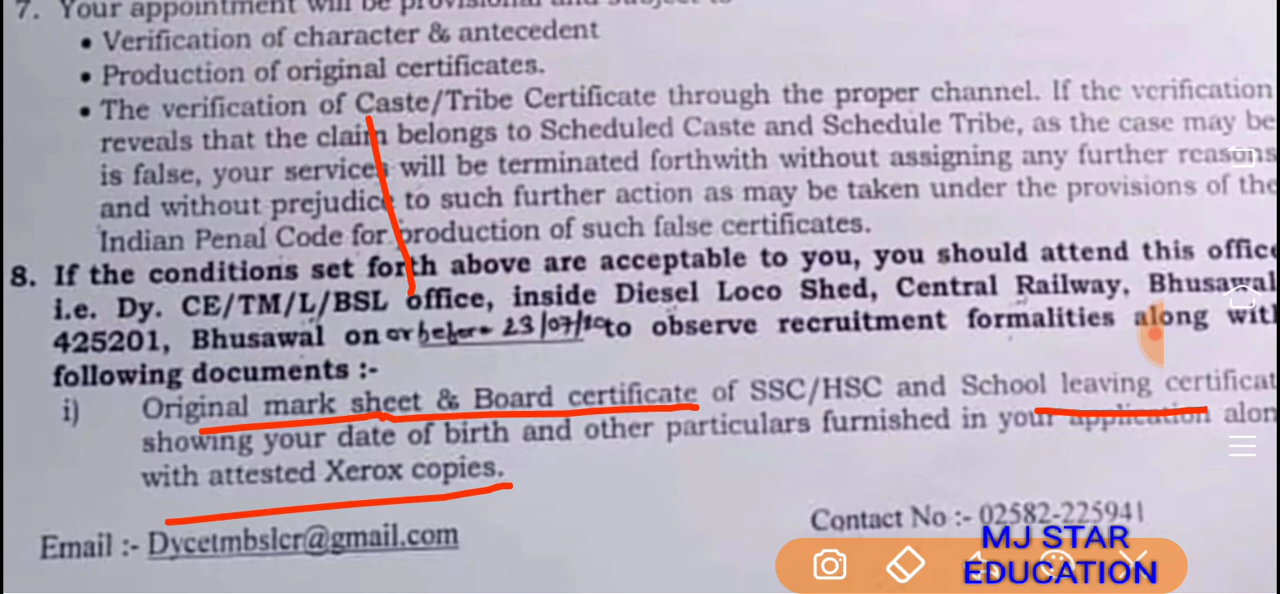 7. Your appointment will be provisional and subject to
• Verification of character & antecedent
• Production of original certificates.
• The verification of Caste/Tribe Certificate through the proper channel. If the verification
reveals that the claim belongs to Scheduled Caste and Schedule Tribe, as the case may be
is false, your services will be terminated forthwith without assigning any further reasons
and without prejudice to such further action as may be taken under the provisions of the
Indian Penal Code for production of such false certificates.
8. If the conditions set forth above are acceptable to you, you should attend this office
i.e. Dy. CE/TM/L/BSL office, inside Diesel Loco Shed, Central Railway, Bhusawal
425201, Bhusawal on or before 23/07/ to observe recruitment formalities along with
following documents :-
i) Original mark sheet & Board certificate of SSC/HSC and School leaving certificat
showing your date of birth and other particulars furnished in your application alon
with attested Xerox copies.
Email :- Dycetmbslcr@gmail.com
Contact No :- 02582-225941
MJ STAR
EDUCATION